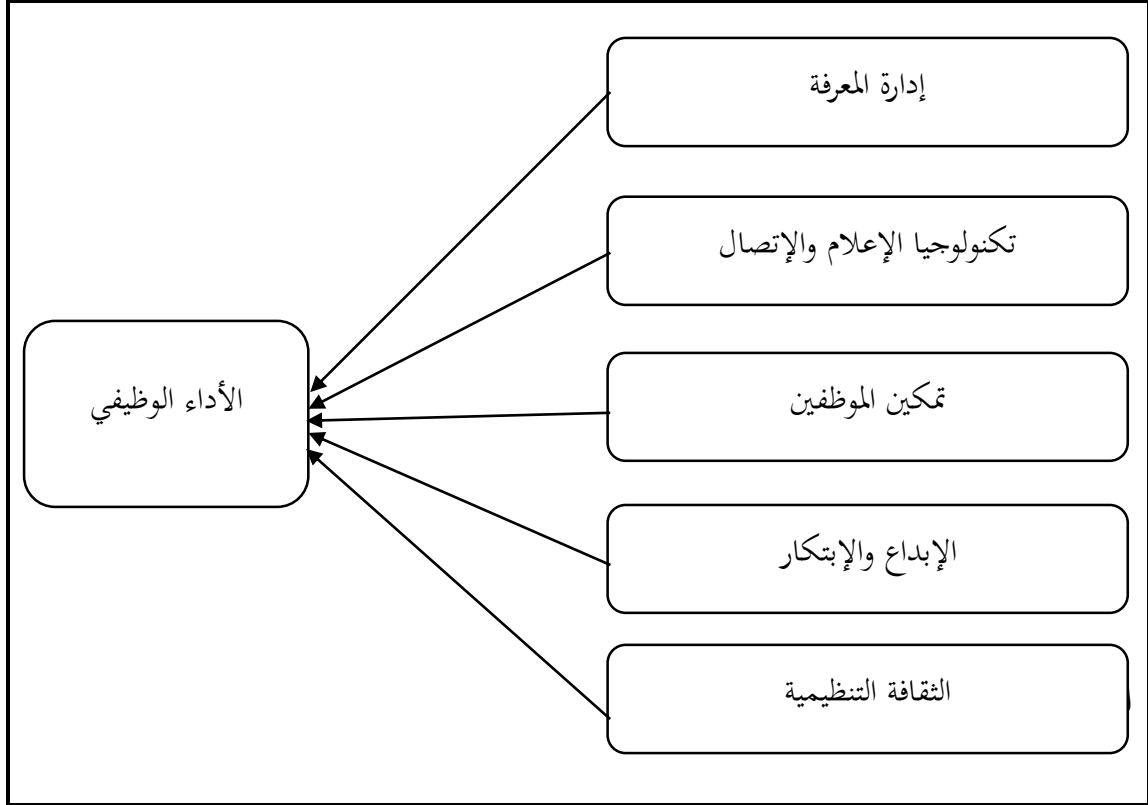 إدارة المعرفة
تكنولوجيا الإعلام والإتصال
تمكين الموظفين
الأداء الوظيفي
الإبداع والإبتكار
الثقافة التنظيمية